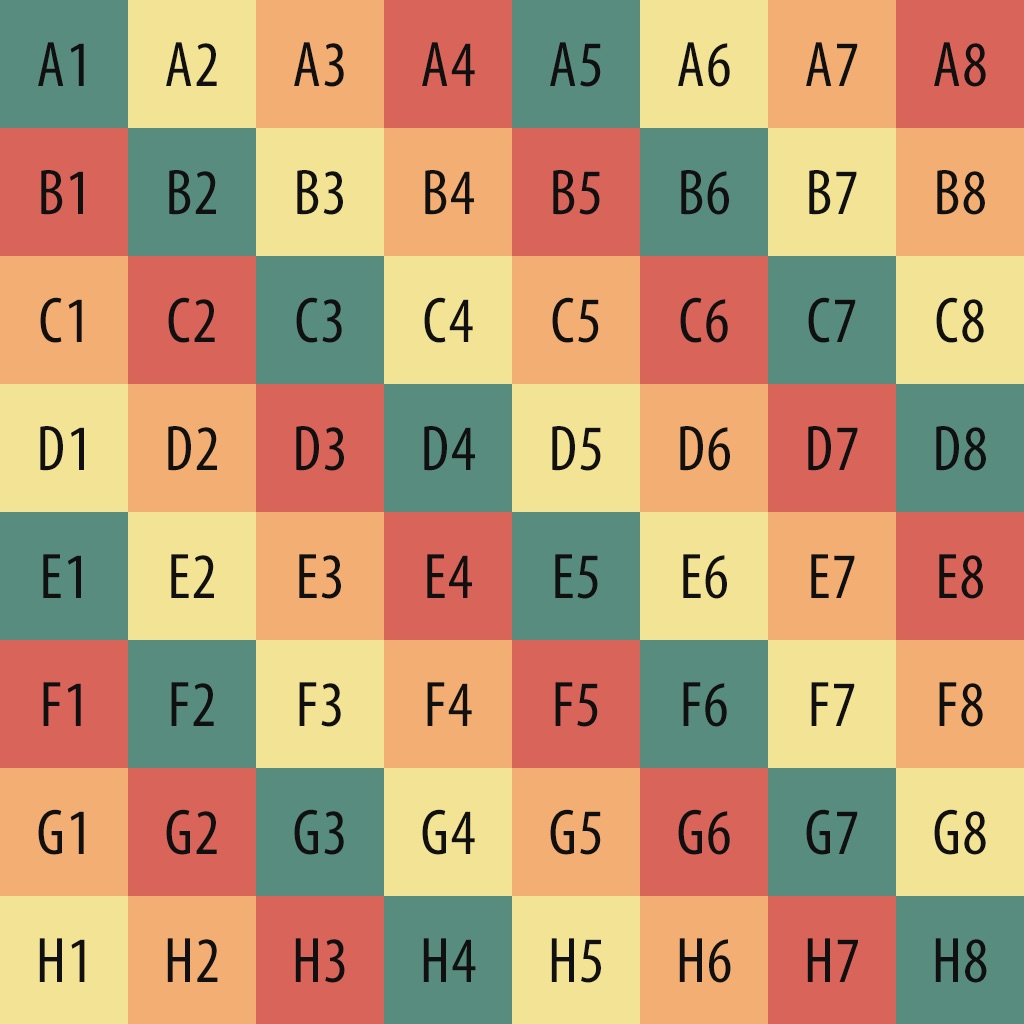 A1 A2 A3 A4 A5 A6 A7 A8
B1 B2 B3 B4 B5 B6 B7 B8
C1 C2 C3 C4 C5 C6 C7 C8
D1 D2 D3 D4 D5 D6 D7 D8
E1 E2 E3 E4 E5 E6 E7 E8
F1 F2 F3 F4 F5 F6 F7 F8
G1 G2 G3 G4 G5 G6 G7 G8
H1 H2 H3 H4 H5 H6 H7 H8